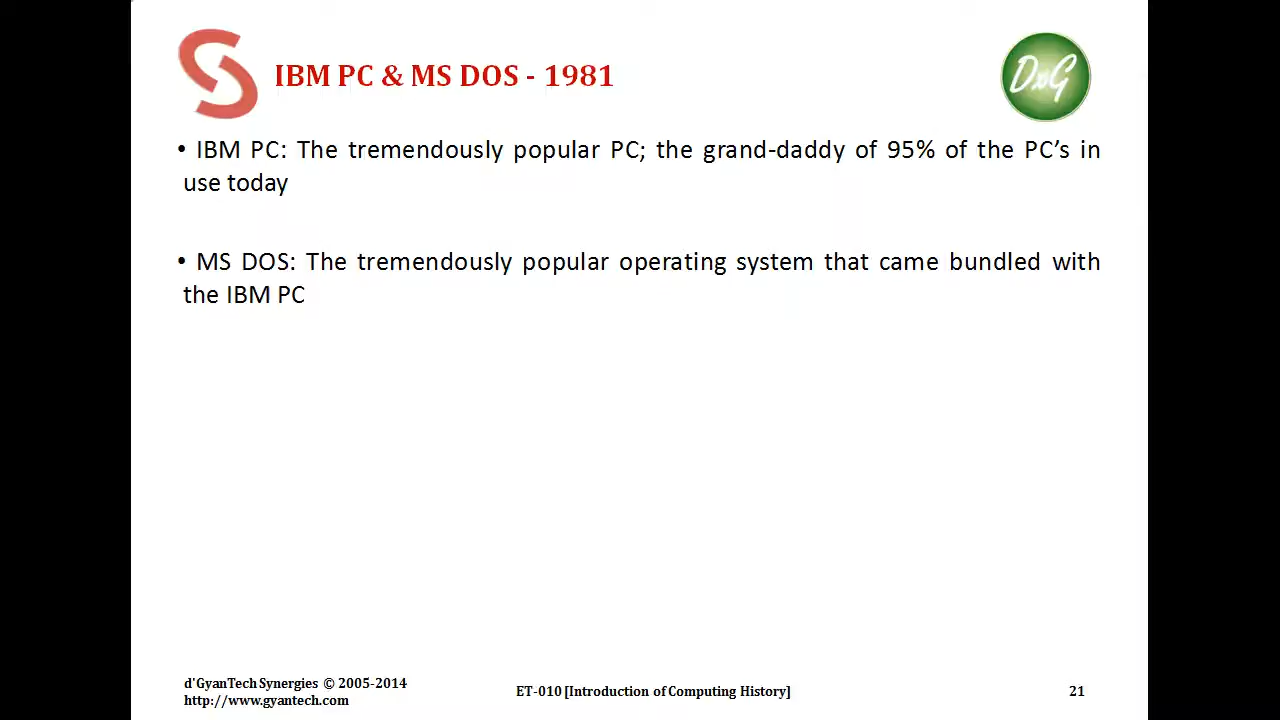 IBM PC & MS DOS - 1981
DxG
• IBM PC: The tremendously popular PC; the grand-daddy of 95% of the PC’s in
use today
• MS DOS: The tremendously popular operating system that came bundled with
the IBM PC
d'GyanTech Synergies © 2005-2014
http://www.gyantech.com
ET-010 [Introduction of Computing History]
21